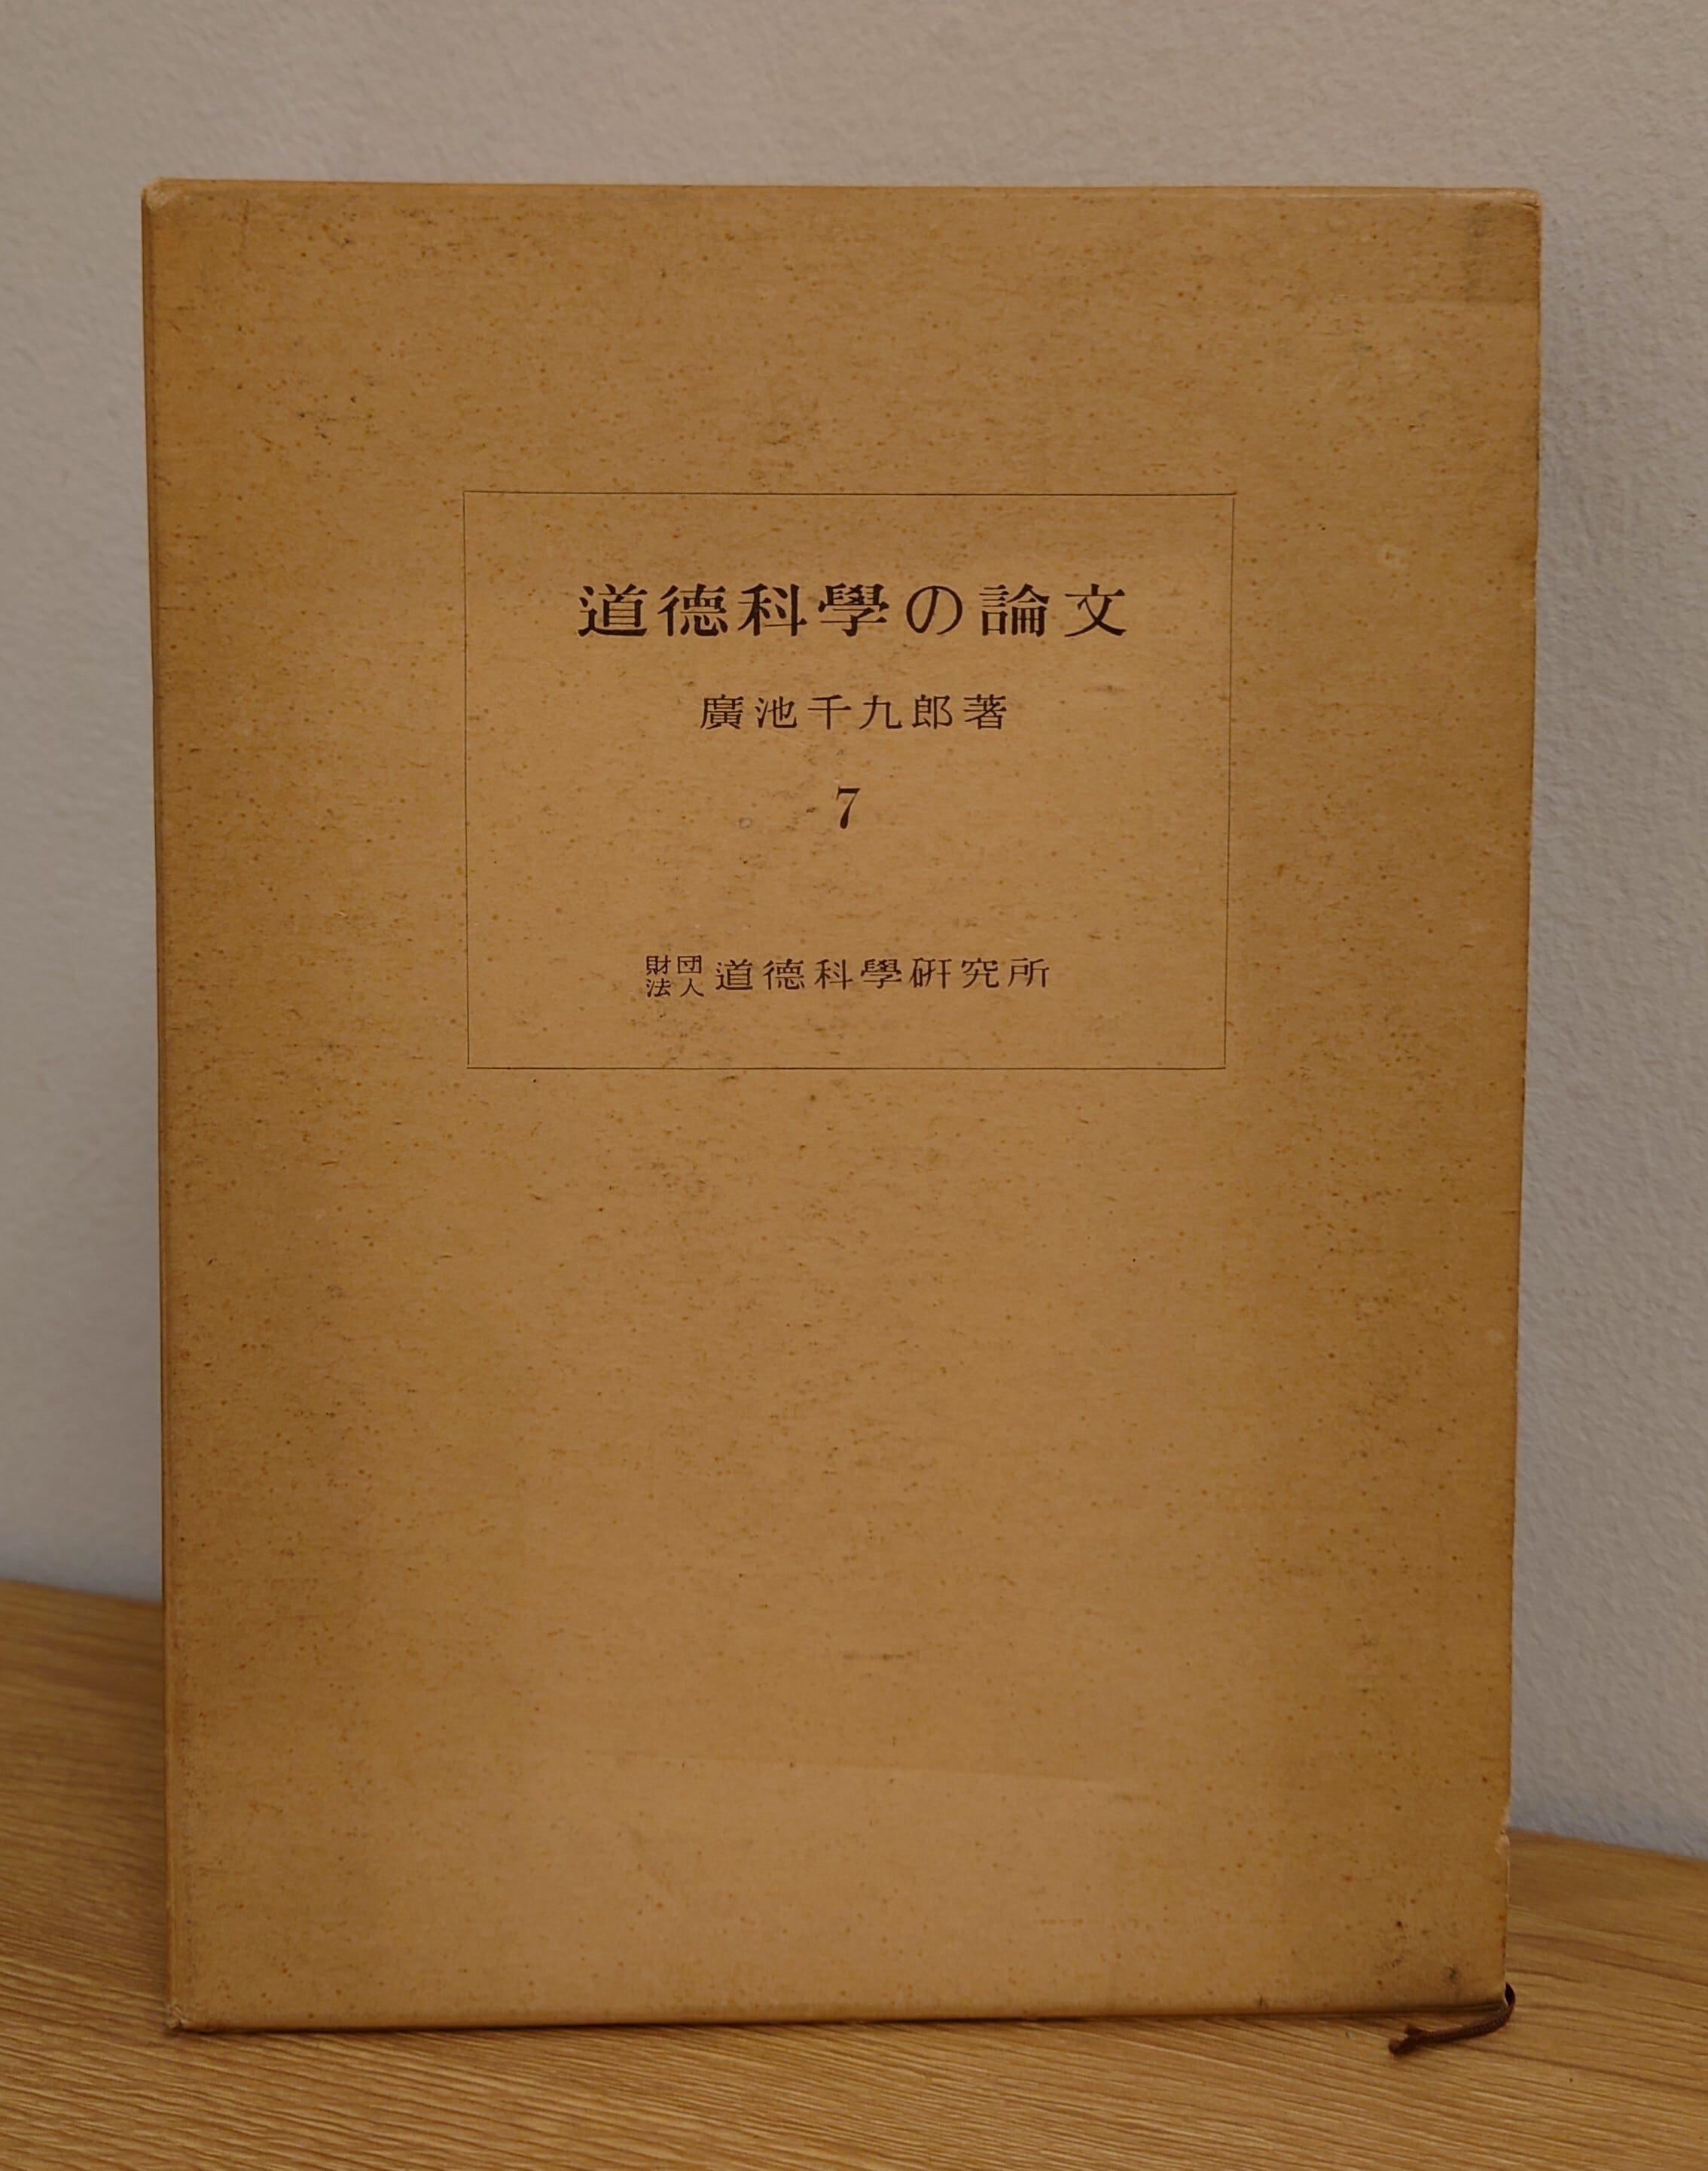 道德科學の論文
廣池千九郎著
7
財団法人 道德科學研究所